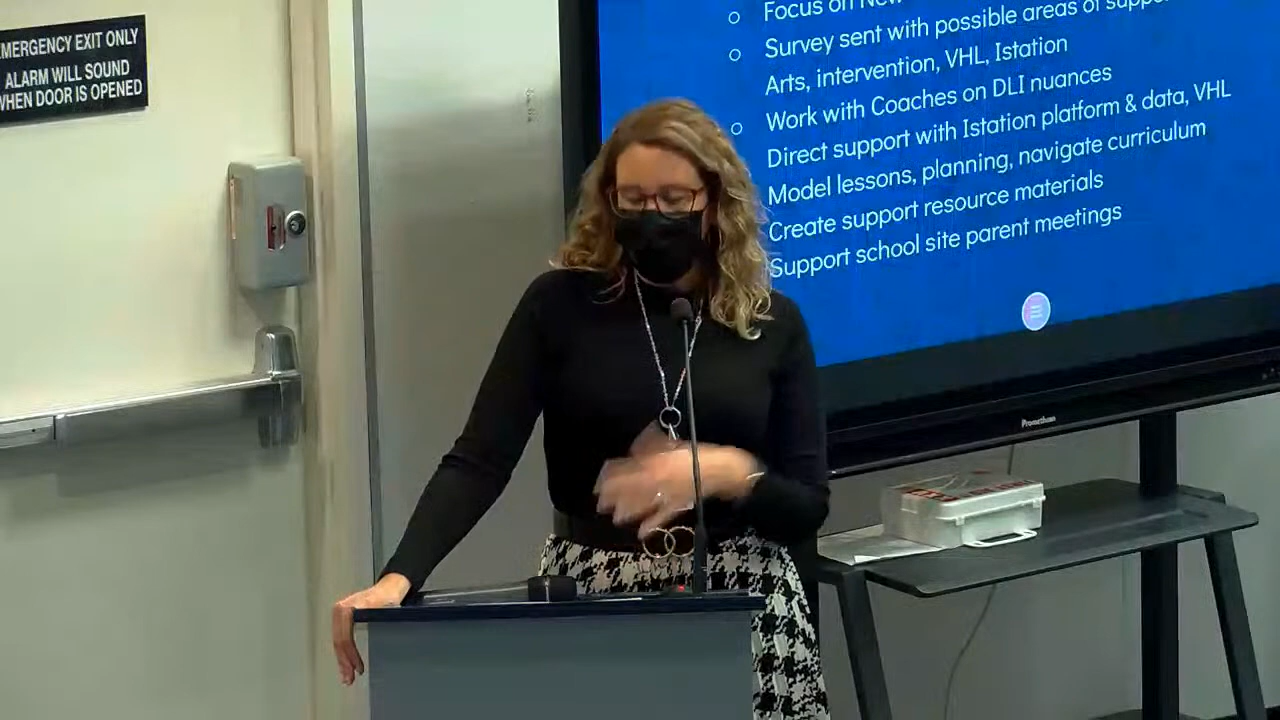 EMERGENCY EXIT ONLY
ALARM WILL SOUND
WHEN DOOR IS OPENED
Focus on New
Survey sent with possible areas of
Arts, intervention, VHL, Istation
Work with Coaches on DLI nuances
Direct support with Istation platform & data, VHL
Model lessons, planning, navigate curriculum
Create support resource materials
Support school site parent meetings
Promethean